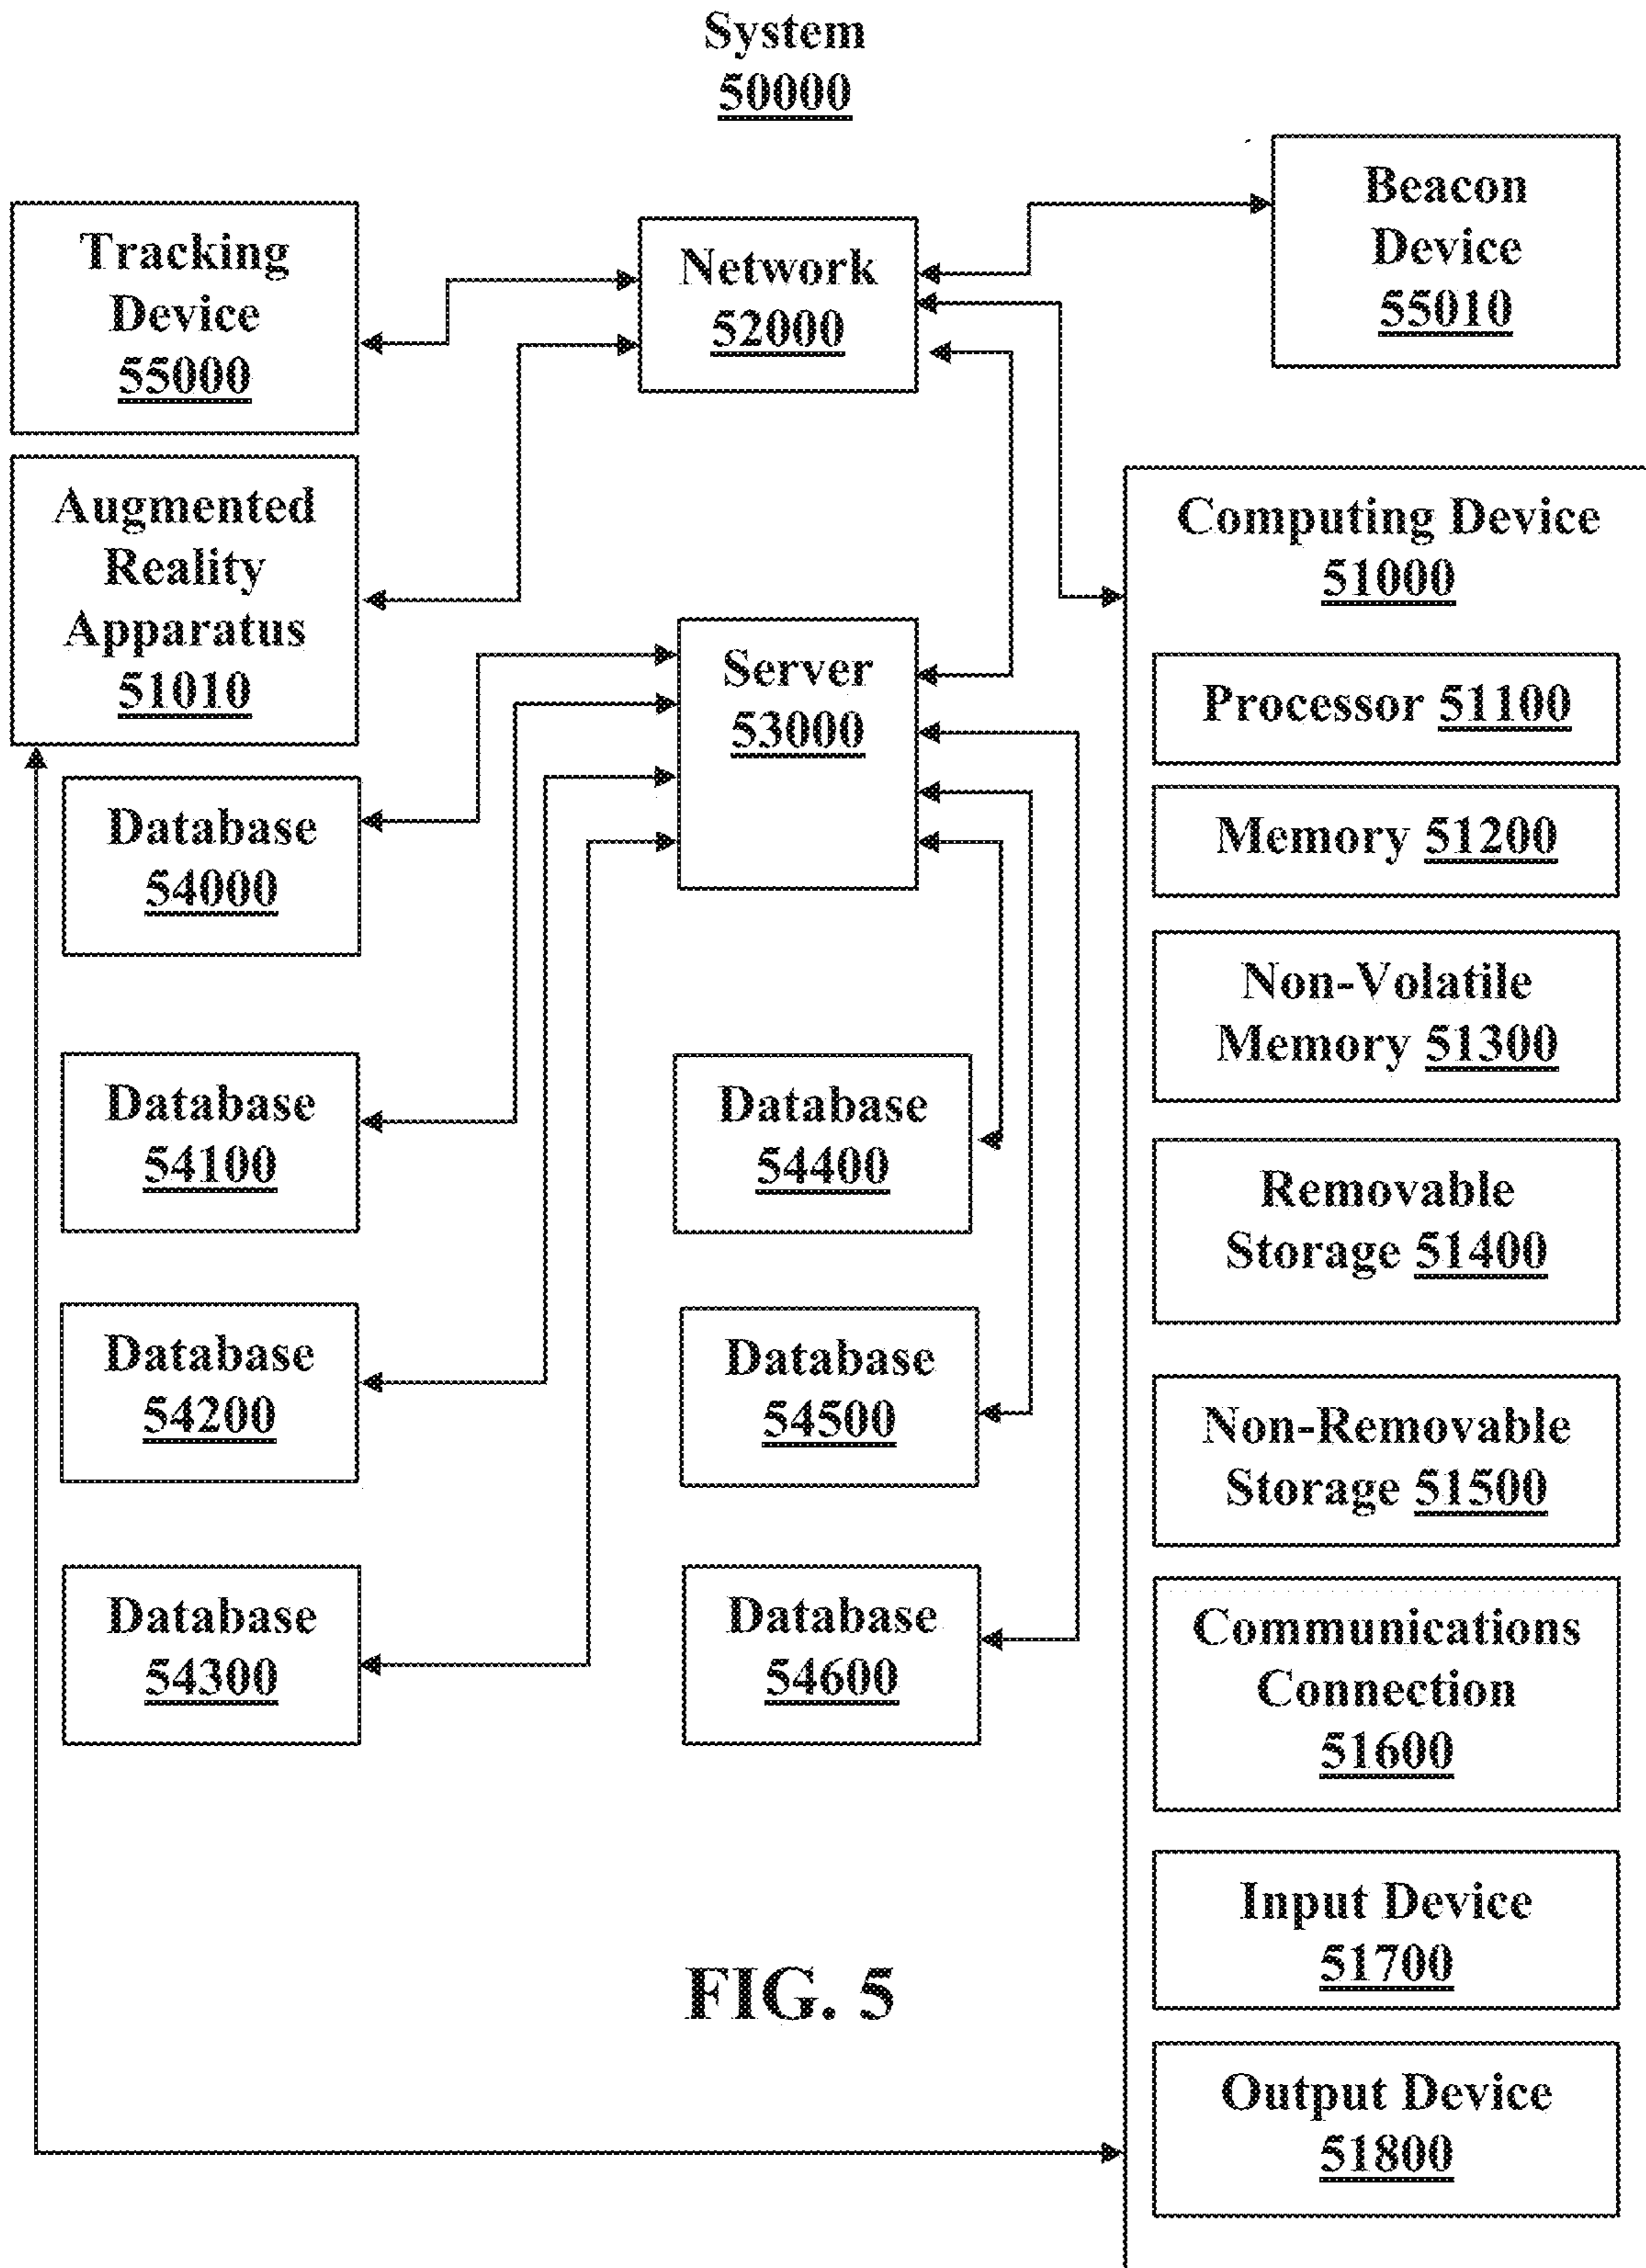 System
50000
Tracking
Device
55000
Network
52000
Beacon
Device
55010
Augmented
Reality
Apparatus
51010
Server
53000
Database
54000
Database
54100
Database
54200
Database
54300
Database
54400
Database
54500
Database
54600
Computing Device
51000
Processor 51100
Memory 51200
Non-Volatile
Memory 51300
Removable
Storage 51400
Non-Removable
Storage 51500
Communications
Connection
51600
Input Device
51700
Output Device
51800
FIG. 5